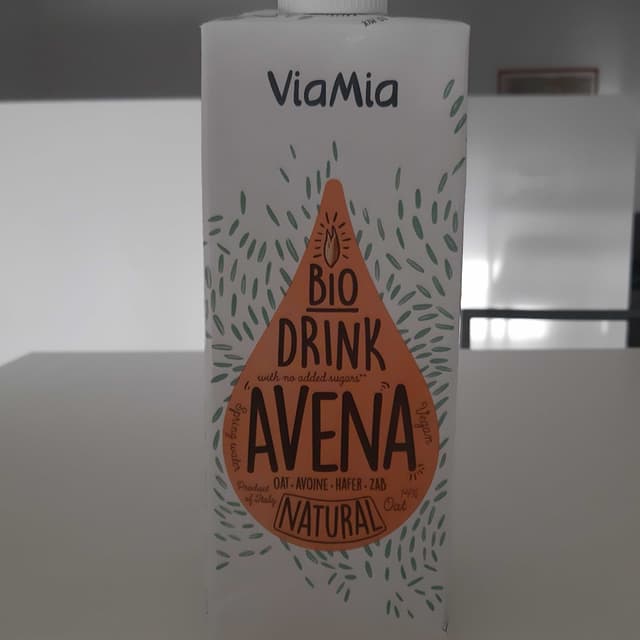 ViaMia
BIO
DRINK
with no added sugars**
"AVENA"
Spring water
Vegan
OAT • AVOINE • HAFER • ZAB
Product
of Italy
14%
Oat
NATURAL